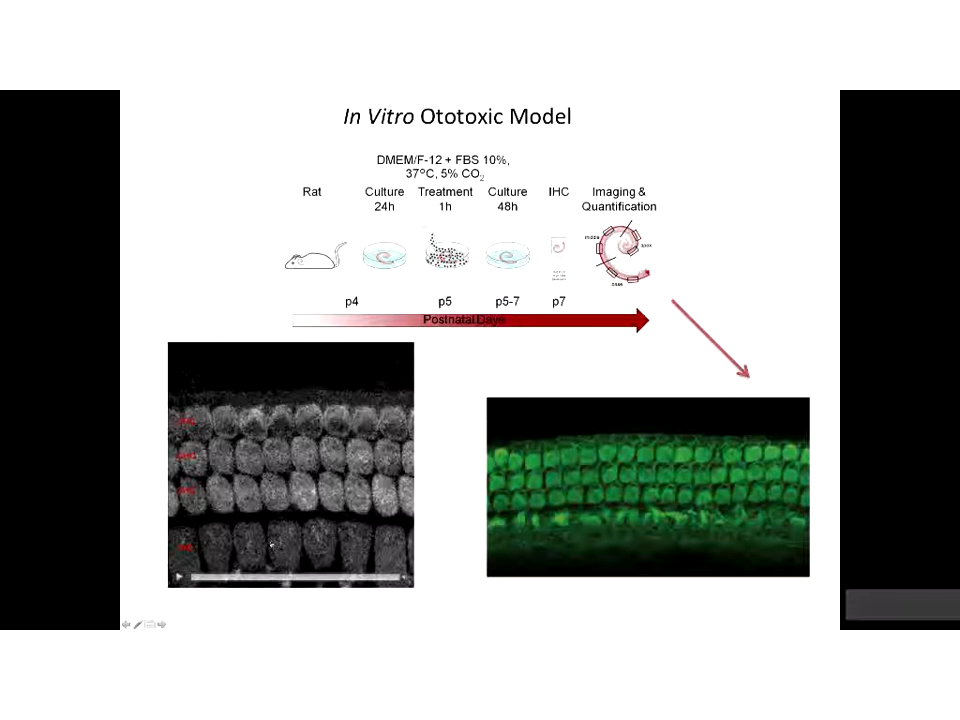 In Vitro Ototoxic Model
DMEM/F-12 + FBS 10%,
37°C, 5% CO2
Rat
Culture
24h
Treatment
1h
Culture
48h
IHC
Imaging &
Quantification
p4
p5
p5-7
p7
Postnatal Days